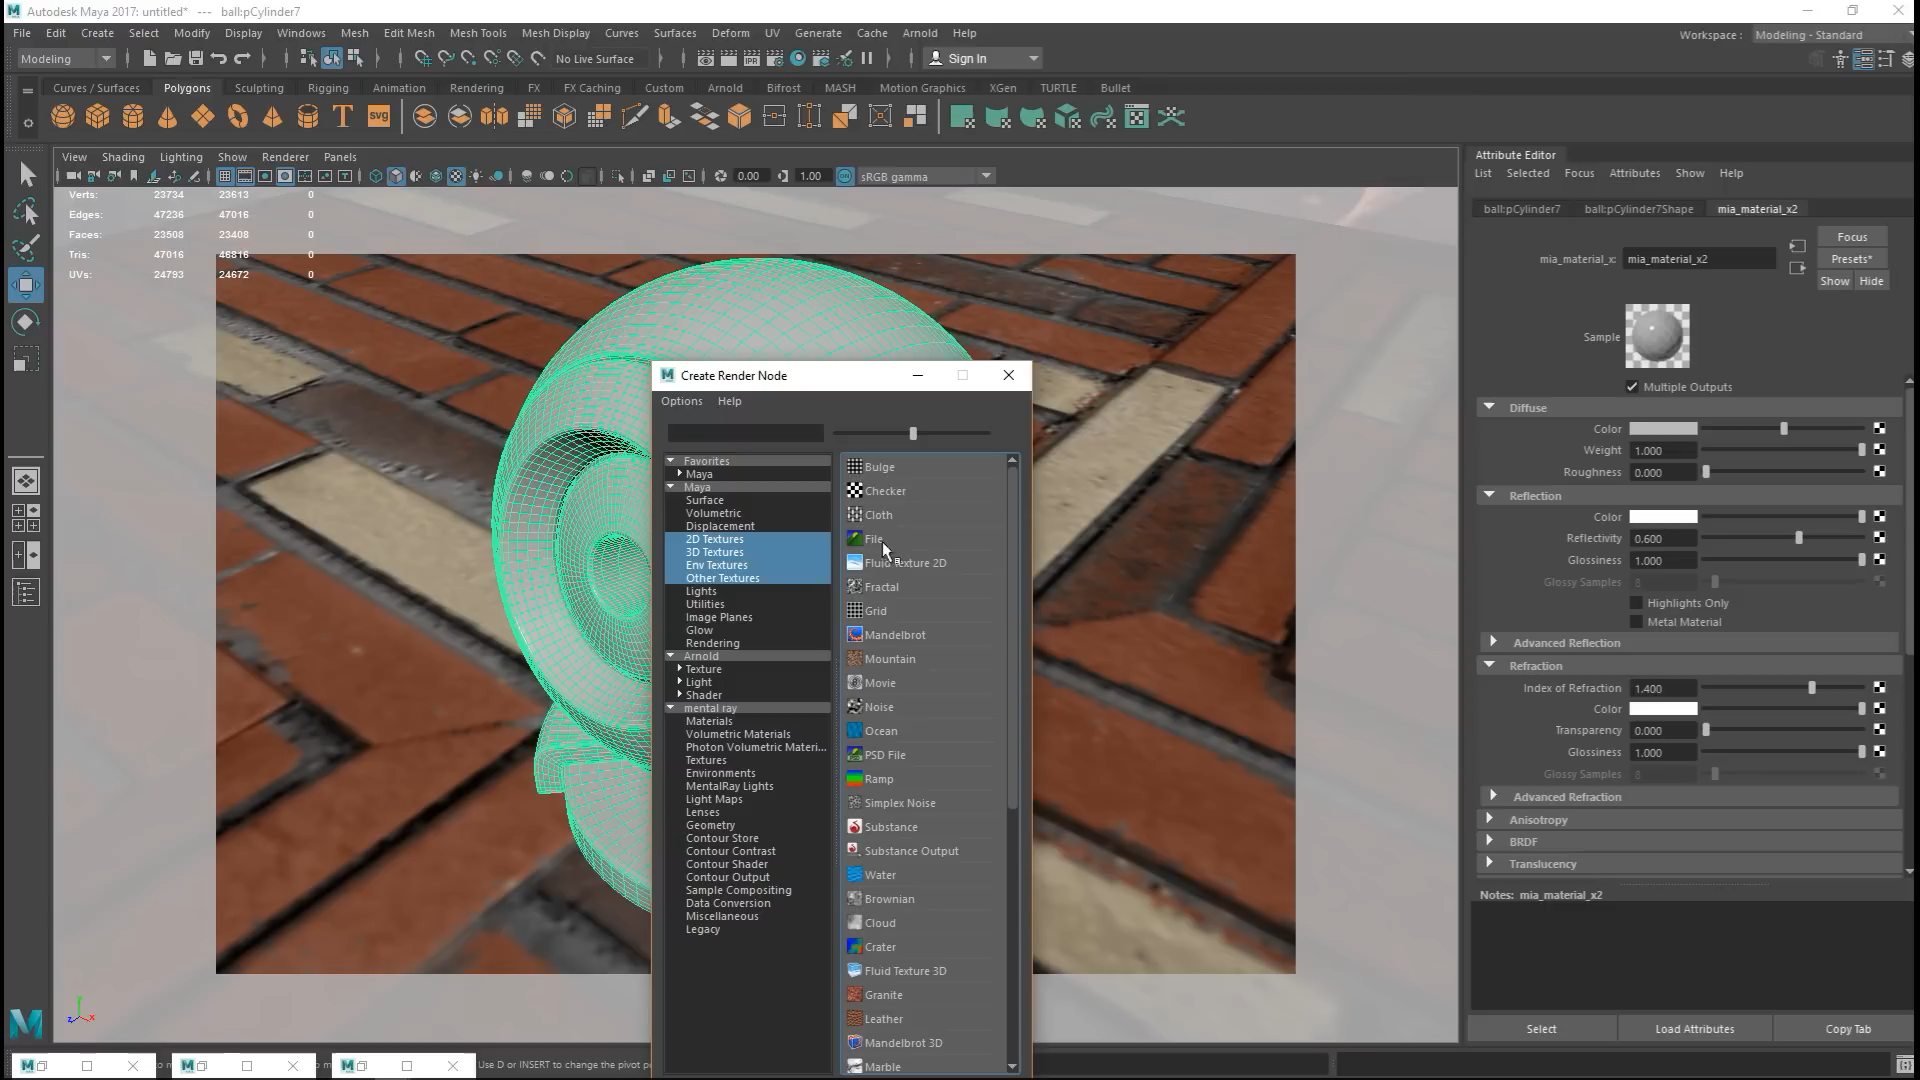 Autodesk Maya 2017: untitled* --- ball:pCylinder7
File Edit Create Select Modify Display Windows Mesh Edit Mesh Mesh Tools Mesh Display Curves Surfaces Deform UV Generate Cache Arnold Help
Workspace : Modeling - Standard
Modeling No Live Surface Sign In
Curves / Surfaces Polygons Sculpting Rigging Animation Rendering FX FX Caching Custom Arnold Bifrost MASH Motion Graphics XGen TURTLE Bullet
T svg
View Shading Lighting Show Renderer Panels
0.00 1.00 ON sRGB gamma
Verts: 23734 23613 0
Edges: 47236 47016 0
Faces: 23508 23408 0
Tris: 47016 46816 0
UVs: 24793 24672 0
Create Render Node
Options Help
Favorites
Maya
Maya
Surface
Volumetric
Displacement
2D Textures
3D Textures
Env Textures
Other Textures
Lights
Utilities
Image Planes
Glow
Rendering
Arnold
Texture
Light
Shader
mental ray
Materials
Volumetric Materials
Photon Volumetric Materi...
Textures
Environments
MentalRay Lights
Light Maps
Lenses
Geometry
Contour Store
Contour Contrast
Contour Shader
Contour Output
Sample Compositing
Data Conversion
Miscellaneous
Legacy
Bulge
Checker
Cloth
File
Fluid Texture 2D
Fractal
Grid
Mandelbrot
Mountain
Movie
Noise
Ocean
PSD File
Ramp
Simplex Noise
Substance
Substance Output
Water
Brownian
Cloud
Crater
Fluid Texture 3D
Granite
Leather
Mandelbrot 3D
Marble
Attribute Editor
List Selected Focus Attributes Show Help
ball:pCylinder7 ball:pCylinder7Shape mia_material_x2
Focus
mia_material_x: mia_material_x2 Presets*
Show Hide
Sample
Multiple Outputs
Diffuse
Color
Weight 1.000
Roughness 0.000
Reflection
Color
Reflectivity 0.600
Glossiness 1.000
Glossy Samples 8
Highlights Only
Metal Material
Advanced Reflection
Refraction
Index of Refraction 1.400
Color
Transparency 0.000
Glossiness 1.000
Glossy Samples 8
Advanced Refraction
Anisotropy
BRDF
Translucency
Notes: mia_material_x2
Select Load Attributes Copy Tab
y
z x
Use D or INSERT to change the pivot p